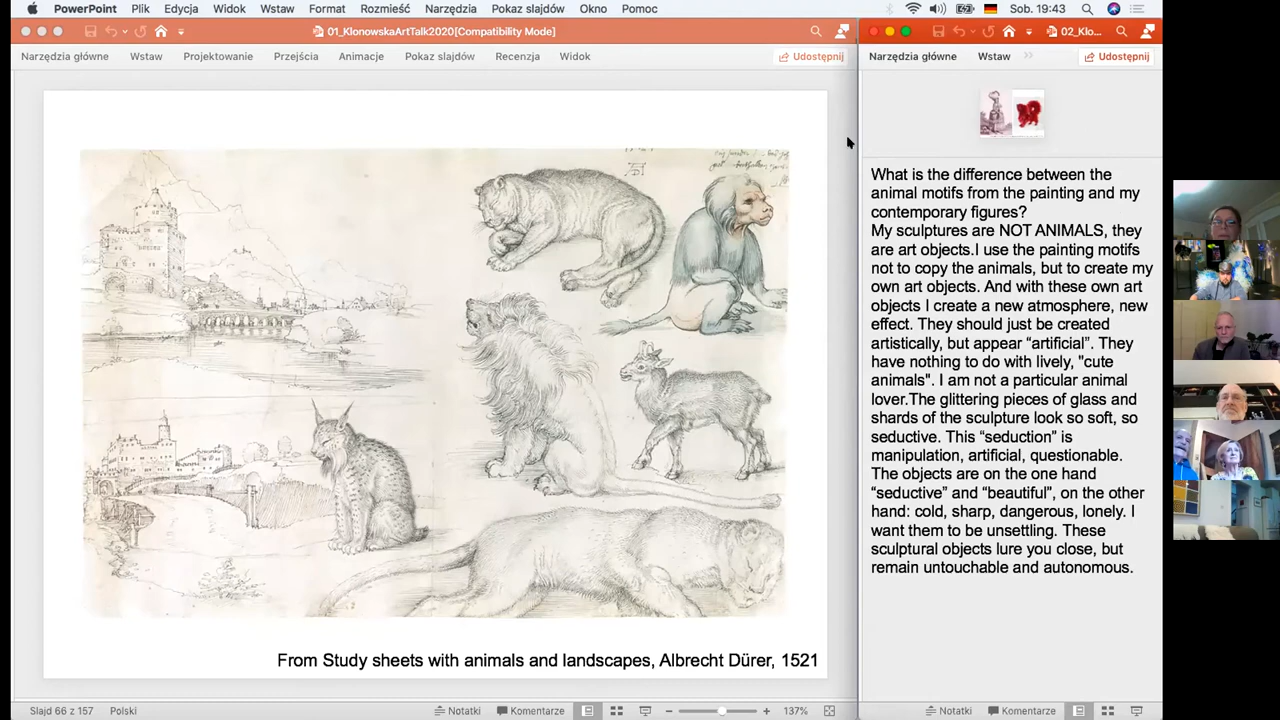 PowerPoint Plik Edycja Widok Wstaw Format Rozmieść Narzędzia Pokaz slajdów Okno Pomoc Sob. 19:43
01_KlonowskaArtTalk2020[Compatibility Mode]
Narzędzia główne Wstaw Projektowanie Przejścia Animacje Pokaz slajdów Recenzja Widok Udostępnij
From Study sheets with animals and landscapes, Albrecht Dürer, 1521
Slajd 66 z 157 Polski Notatki Komentarze 137%
02_Klo...
Narzędzia główne Wstaw Udostępnij
What is the difference between the
animal motifs from the painting and my
contemporary figures?
My sculptures are NOT ANIMALS, they
are art objects.I use the painting motifs
not to copy the animals, but to create my
own art objects. And with these own art
objects I create a new atmosphere, new
effect. They should just be created
artistically, but appear “artificial”. They
have nothing to do with lively, "cute
animals". I am not a particular animal
lover.The glittering pieces of glass and
shards of the sculpture look so soft, so
seductive. This “seduction” is
manipulation, artificial, questionable.
The objects are on the one hand
“seductive” and “beautiful”, on the other
hand: cold, sharp, dangerous, lonely. I
want them to be unsettling. These
sculptural objects lure you close, but
remain untouchable and autonomous.
Notatki Komentarze